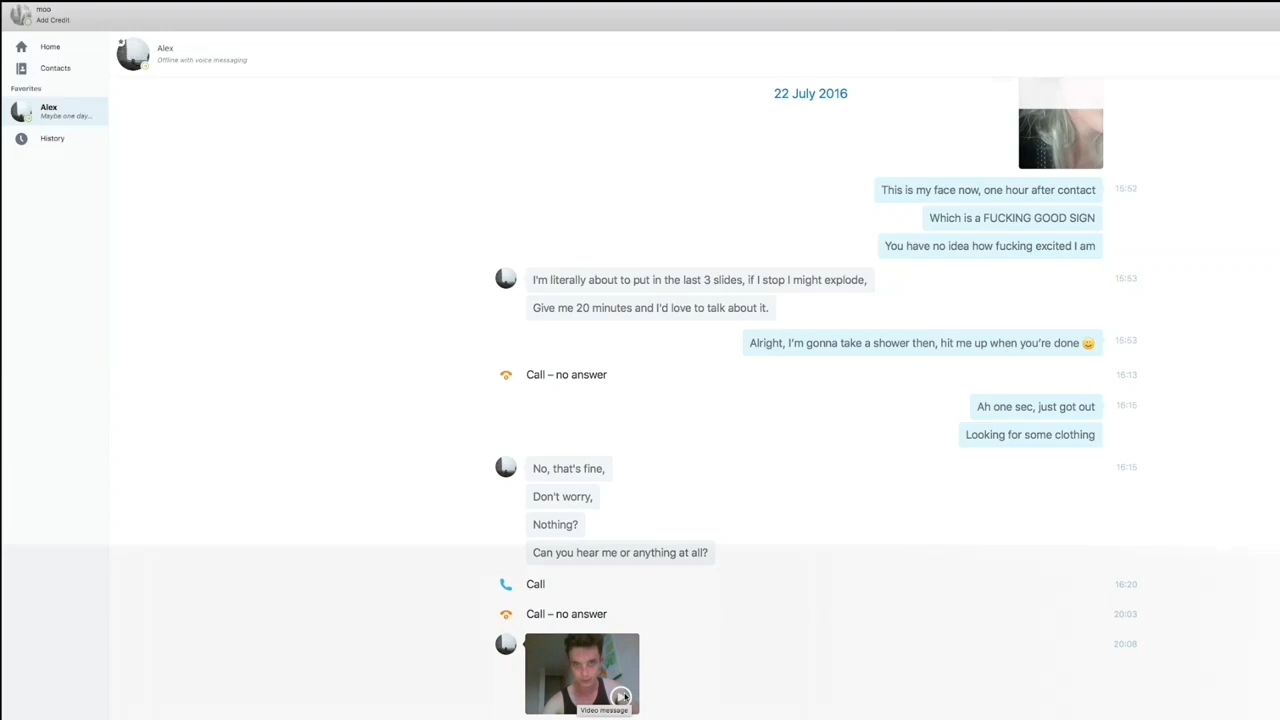 moo
Add Credit
Home
Contacts
Favorites
Alex
Maybe one day...
History
Alex
Offline with voice messaging
22 July 2016
This is my face now, one hour after contact
15:52
Which is a FUCKING GOOD SIGN
You have no idea how fucking excited I am
I'm literally about to put in the last 3 slides, if I stop I might explode,
15:53
Give me 20 minutes and I'd love to talk about it.
Alright, I'm gonna take a shower then, hit me up when you're done
15:53
Call – no answer
16:13
Ah one sec, just got out
16:15
Looking for some clothing
No, that's fine,
16:15
Don't worry,
Nothing?
Can you hear me or anything at all?
Call
16:20
Call – no answer
20:03
20:08
Video message